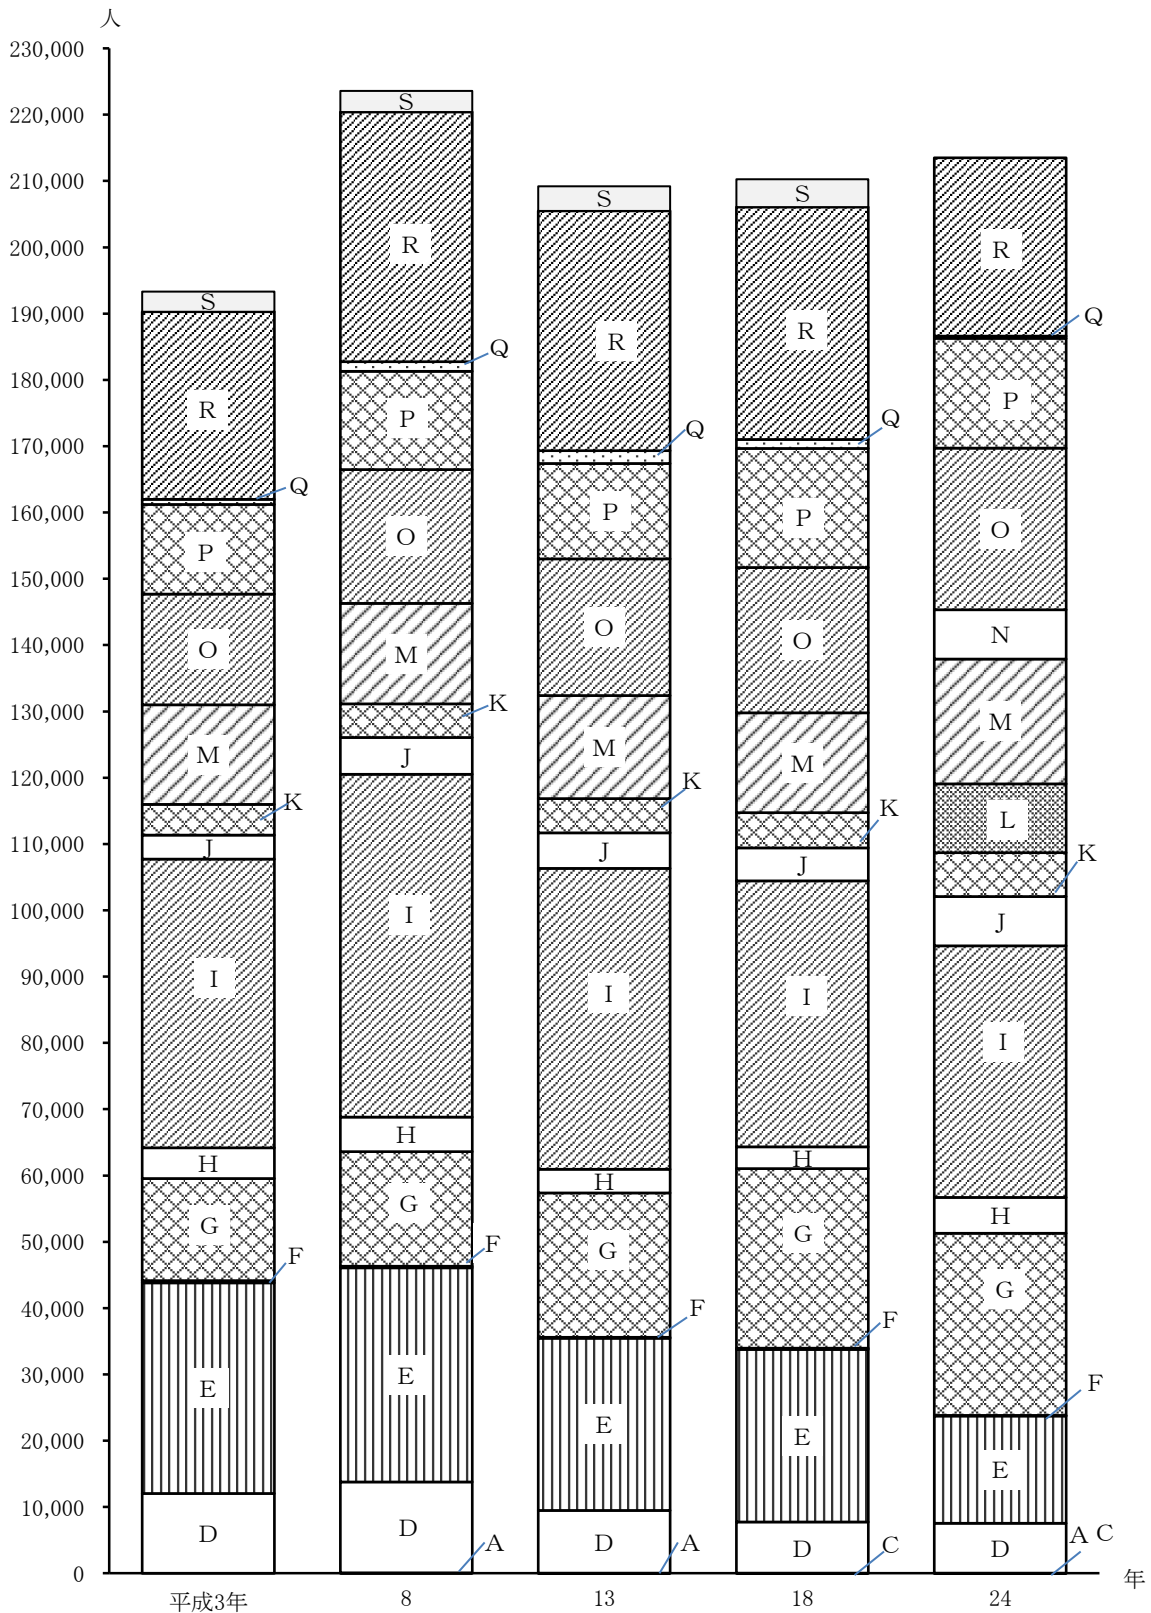 人
230,000
220,000
210,000
200,000
190,000
180,000
170,000
160,000
150,000
140,000
130,000
120,000
110,000
100,000
90,000
80,000
70,000
60,000
50,000
40,000
30,000
20,000
10,000
0
S
R
Q
P
O
M
K
J
I
H
G
F
E
D
S
R
Q
P
O
M
K
J
I
H
G
F
E
D
A
S
R
Q
P
O
M
K
J
I
H
G
F
E
D
A
S
R
Q
P
O
M
K
J
I
H
G
F
E
D
C
R
Q
P
O
N
M
L
K
J
I
H
G
F
E
D
A C
平成3年 8 13 18 24 年